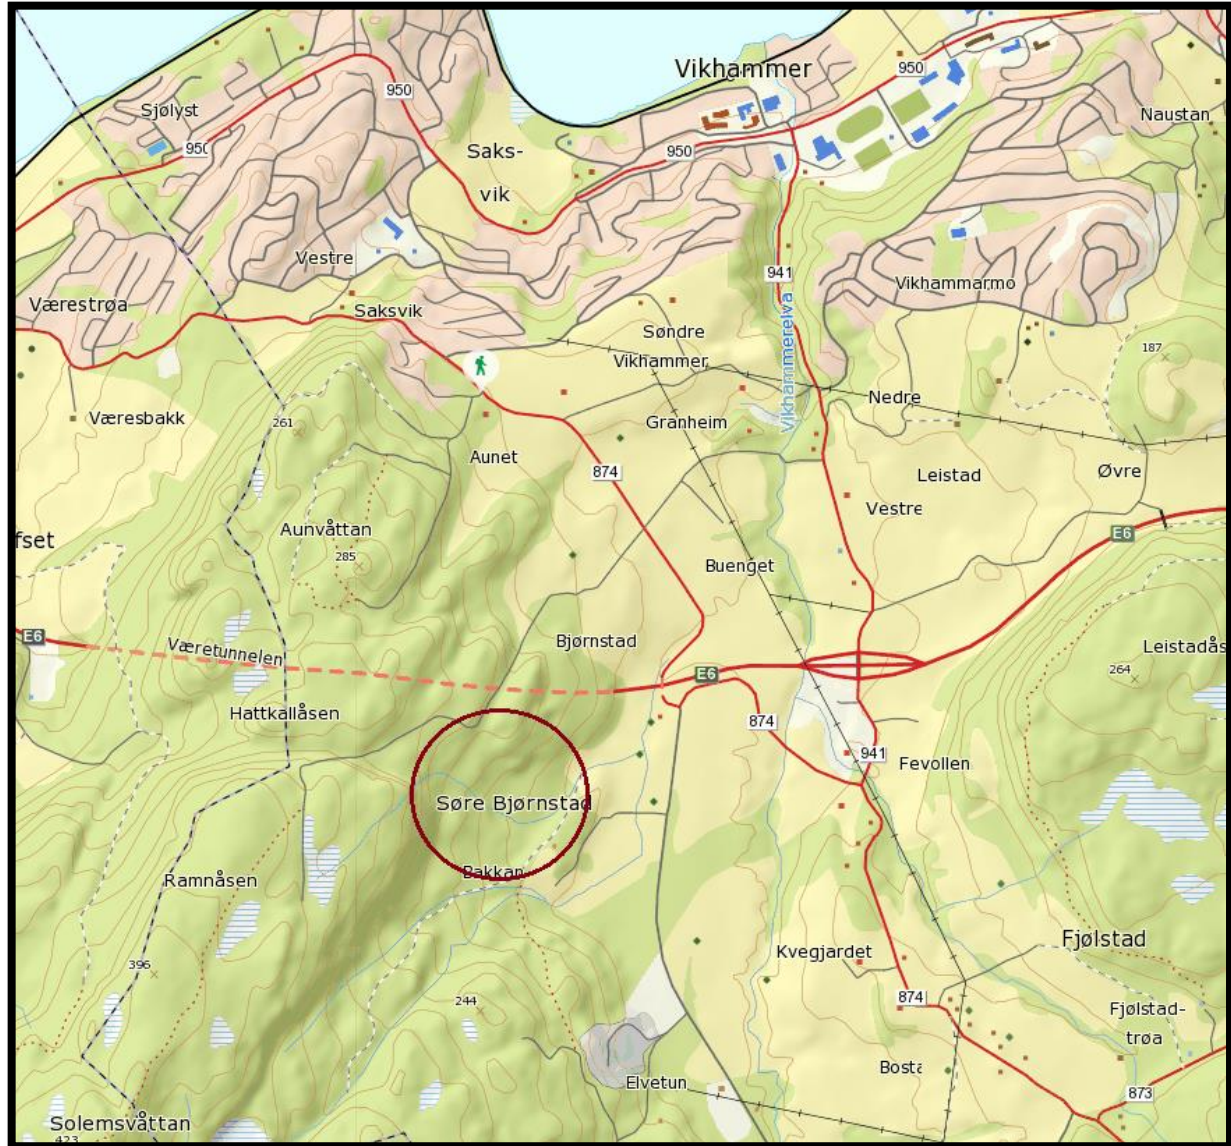 Vikhammer
950
950
Sjølyst
Naustan
950
950
Saks-
vik
Vestre
941
Vikhammarmo
Værestrøa
Saksvik
Vikhammerelva
Søndre
Vikhammer
187
Nedre
Væresbakk
261
Granheim
Aunet
874
Leistad
Øvre
Vestre
Aunvåttan
E6
fset
285
Buenget
E6
Bjørnstad
Væretunnelen
Leistadås
264
E6
Hattkallåsen
874
941
Fevollen
Søre Bjørnstad
Bakkan
Ramnåsen
Fjølstad
Kvegjardet
396
874
244
Fjølstad-
trøa
Bosta
Elvetun
873
Solemsvåttan
423